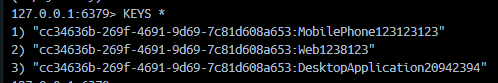 127.0.0.1:6379> KEYS *
1) "cc34636b-269f-4691-9d69-7c81d608a653:MobilePhone123123123"
2) "cc34636b-269f-4691-9d69-7c81d608a653:Web1238123"
3) "cc34636b-269f-4691-9d69-7c81d608a653:DesktopApplication20942394"